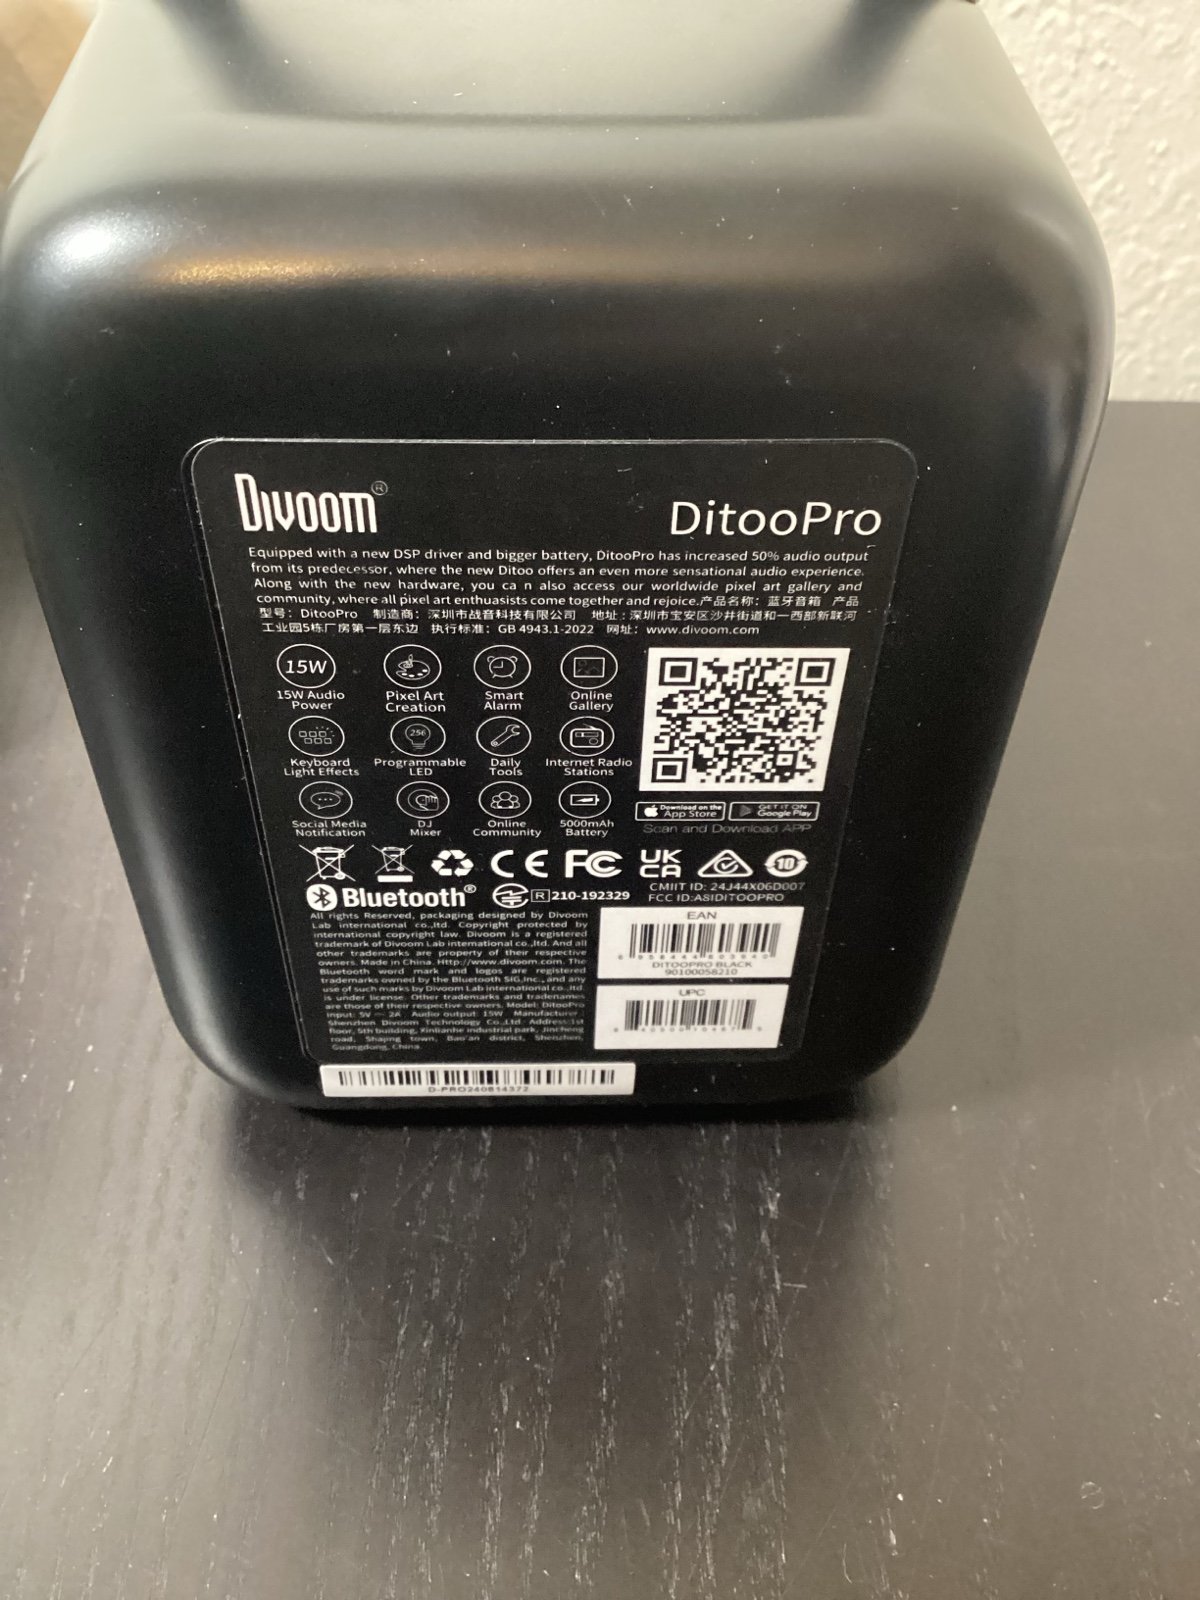 Divoom®
DitooPro
Equipped with a new DSP driver and bigger battery, DitooPro has increased 50% audio output
from its predecessor, where the new Ditoo offers an even more sensational audio experience.
Along with the new hardware, you ca n also access our worldwide pixel art gallery and
community, where all pixel art enthuasists come together and rejoice.产品名称：蓝牙音箱 产品
型号：DitooPro 制造商：深圳市战音科技有限公司 地址：深圳市宝安区沙井街道和一西部新联河
工业园5栋厂房第一层东边 执行标准：GB 4943.1-2022 网址：www.divoom.com
15W
15W Audio
Power
Pixel Art
Creation
Smart
Alarm
Online
Gallery
Keyboard
Light Effects
256
Programmable
LED
Daily
Tools
Internet Radio
Stations
Social Media
Notification
DJ
Mixer
Online
Community
5000mAh
Battery
Download on the
App Store
GET IT ON
Google Play
Scan and Download APP
CE FC UK
CA
10
Bluetooth®
R 210-192329
CMIIT ID: 24J44X06D007
FCC ID:A8IDITOOPRO
All rights Reserved, packaging designed by Divoom
Lab international co.,ltd. Copyright protected by
international copyright law. Divoom is a registered
trademark of Divoom Lab international co.,ltd. And all
other trademarks are property of their respective
owners. Made in China. Http://www.divoom.com. The
Bluetooth word mark and logos are registered
trademarks owned by the Bluetooth SIG,Inc., and any
use of such marks by Divoom Lab international co.,ltd.
is under license. Other trademarks and tradenames
are those of their respective owners. Model: DitooPro
Input: 5V ⎓ 2A Audio output: 15W Manufacturer :
Shenzhen Divoom Technology Co.,Ltd. Address:1st
floor, 5th building, Xinlianhe industrial park, Jincheng
road, Shajing town, Bao'an district, Shenzhen,
Guangdong, China.
EAN
DITOOPRO BLACK
90100058210
UPC
D-PRO240814372